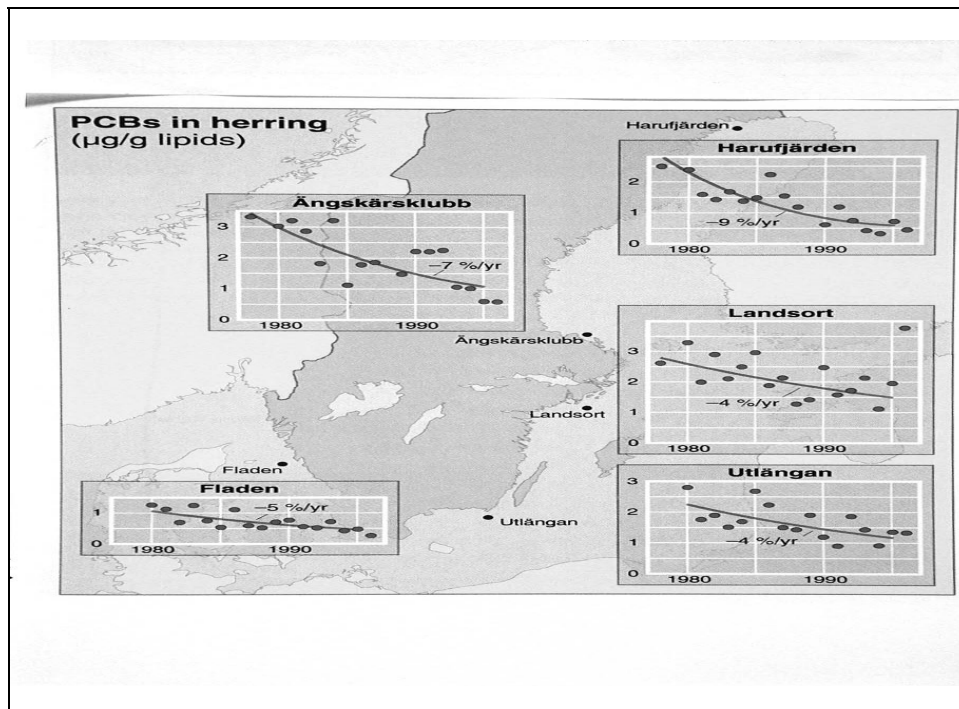 PCBs in herring
(µg/g lipids)
Harufjärden
Harufjärden
2
1
0
–9 %/yr
1980 1990
Ängskärsklubb
3
2
1
0
–7 %/yr
1980 1990
Ängskärsklubb
Landsort
3
2
1
0
–4 %/yr
1980 1990
Landsort
Fladen
Fladen
1
0
–5 %/yr
1980 1990
Utlängan
Utlängan
3
2
1
0
–4 %/yr
1980 1990